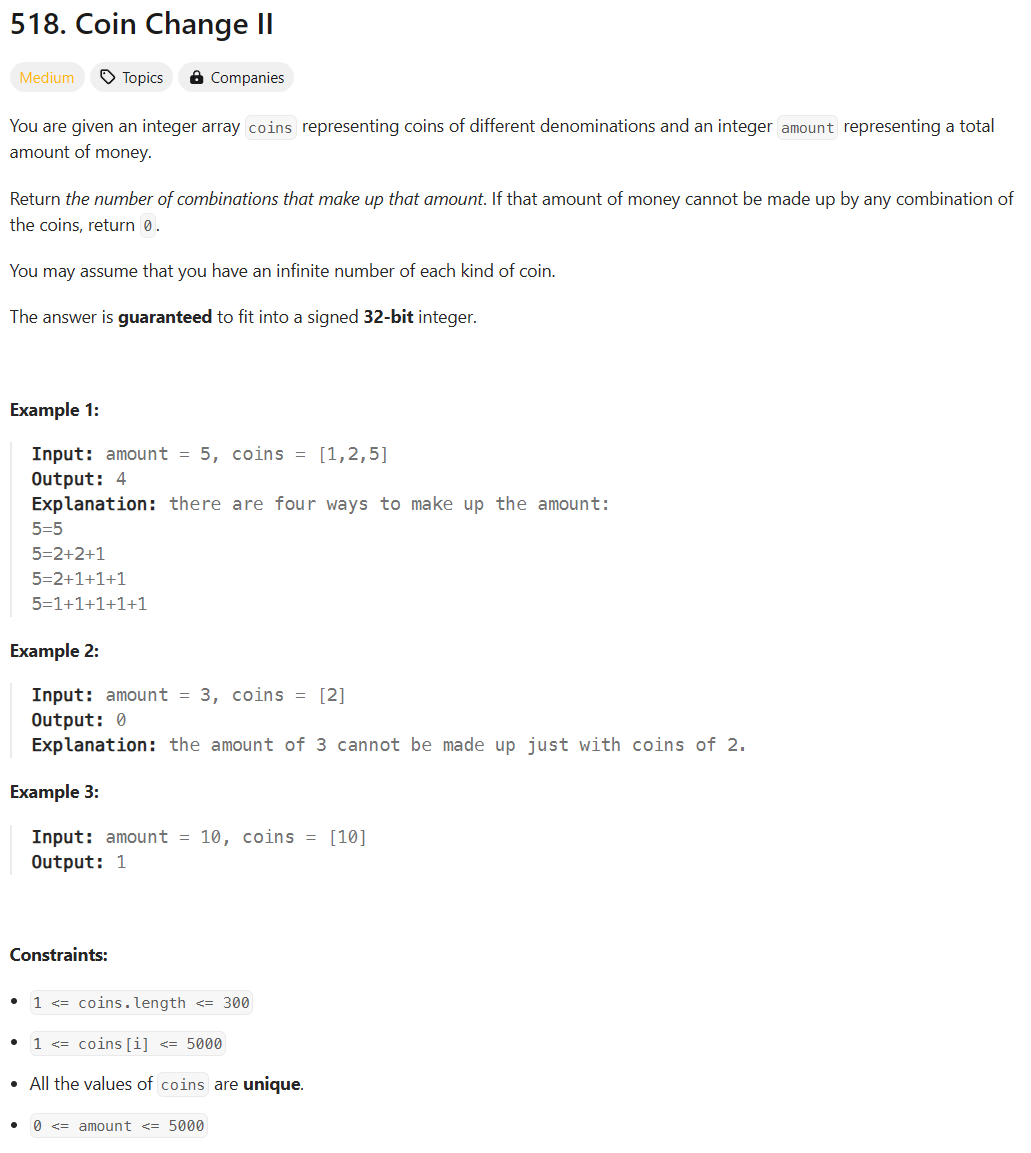 518. Coin Change II
Medium Topics Companies
You are given an integer array coins representing coins of different denominations and an integer amount representing a total
amount of money.
Return the number of combinations that make up that amount. If that amount of money cannot be made up by any combination of
the coins, return 0.
You may assume that you have an infinite number of each kind of coin.
The answer is guaranteed to fit into a signed 32-bit integer.
Example 1:
Input: amount = 5, coins = [1,2,5]
Output: 4
Explanation: there are four ways to make up the amount:
5=5
5=2+2+1
5=2+1+1+1
5=1+1+1+1+1
Example 2:
Input: amount = 3, coins = [2]
Output: 0
Explanation: the amount of 3 cannot be made up just with coins of 2.
Example 3:
Input: amount = 10, coins = [10]
Output: 1
Constraints:
• 1 <= coins.length <= 300
• 1 <= coins[i] <= 5000
• All the values of coins are unique.
• 0 <= amount <= 5000